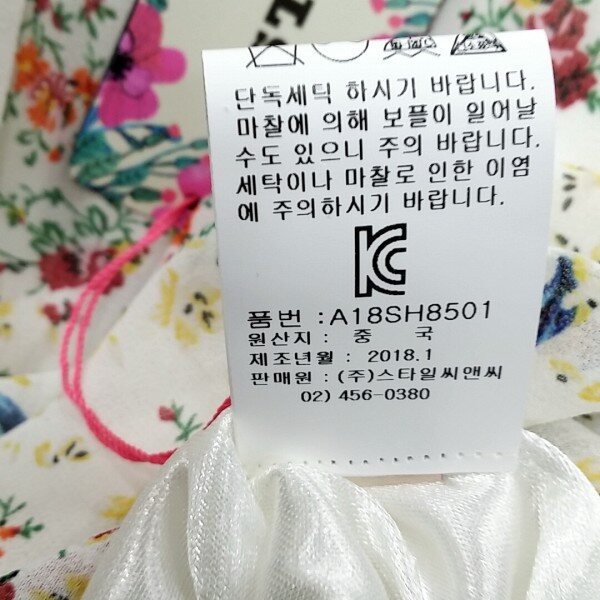 ST
단독세틱 하시기 바랍니다.
마찰에 의해 보플이 일어날
수도 있으니 주의 바랍니다.
세탁이나 마찰로 인한 이염
에 주의하시기 바랍니다.
KC
품번 : A18SH8501
원산지 : 중 국
제조년월 : 2018.1
판매원 : (주)스타일씨앤씨
02) 456-0380